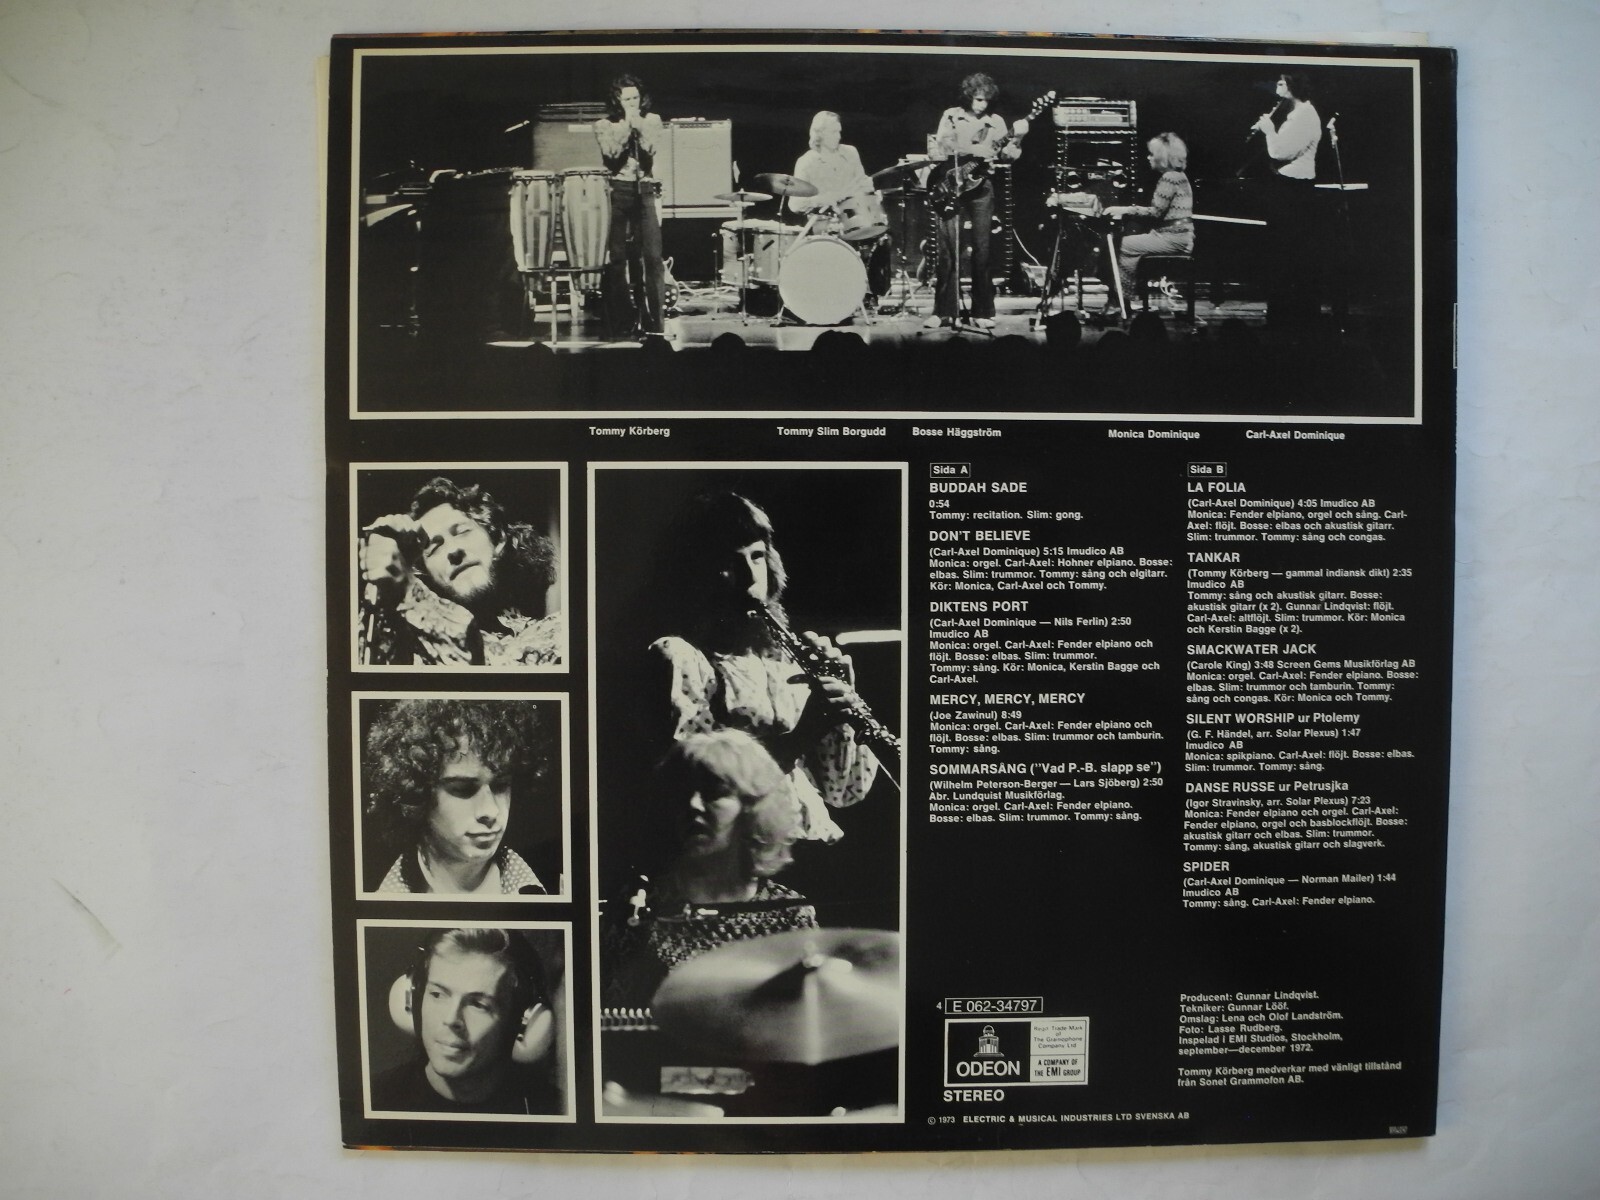 Tommy Körberg
Tommy Slim Borgudd
Bosse Häggström
Monica Dominique
Carl-Axel Dominique
Sida A
BUDDAH SADE
0:54
Tommy: recitation. Slim: gong.
DON'T BELIEVE
(Carl-Axel Dominique) 5:15 Imudico AB
Monica: orgel. Carl-Axel: Hohner elpiano. Bosse:
elbas. Slim: trummor. Tommy: sång och elgitarr.
Kör: Monica, Carl-Axel och Tommy.
DIKTENS PORT
(Carl-Axel Dominique — Nils Ferlin) 2:50
Imudico AB
Monica: orgel. Carl-Axel: Fender elpiano och
flöjt. Bosse: elbas. Slim: trummor.
Tommy: sång. Kör: Monica, Kerstin Bagge och
Carl-Axel.
MERCY, MERCY, MERCY
(Joe Zawinul) 8:49
Monica: orgel. Carl-Axel: Fender elpiano och
flöjt. Bosse: elbas. Slim: trummor och tamburin.
Tommy: sång.
SOMMARSÅNG ("Vad P.-B. slapp se")
(Wilhelm Peterson-Berger — Lars Sjöberg) 2:50
Abr. Lundquist Musikförlag.
Monica: orgel. Carl-Axel: Fender elpiano.
Bosse: elbas. Slim: trummor. Tommy: sång.
Sida B
LA FOLIA
(Carl-Axel Dominique) 4:05 Imudico AB
Monica: Fender elpiano, orgel och sång. Carl-
Axel: flöjt. Bosse: elbas och akustisk gitarr.
Slim: trummor. Tommy: sång och congas.
TANKAR
(Tommy Körberg — gammal indiansk dikt) 2:35
Imudico AB
Tommy: sång och akustisk gitarr. Bosse:
akustisk gitarr (x 2). Gunnar Lindqvist: flöjt.
Carl-Axel: altflöjt. Slim: trummor. Kör: Monica
och Kerstin Bagge (x 2).
SMACKWATER JACK
(Carole King) 3:48 Screen Gems Musikförlag AB
Monica: orgel. Carl-Axel: Fender elpiano. Bosse:
elbas. Slim: trummor och tamburin. Tommy:
sång och congas. Kör: Monica och Tommy.
SILENT WORSHIP ur Ptolemy
(G. F. Händel, arr. Solar Plexus) 1:47
Imudico AB
Monica: spikpiano. Carl-Axel: flöjt. Bosse: elbas.
Slim: trummor. Tommy: sång.
DANSE RUSSE ur Petrusjka
(Igor Stravinsky, arr. Solar Plexus) 7:23
Monica: Fender elpiano och orgel. Carl-Axel:
Fender elpiano, orgel och basblockflöjt. Bosse:
akustisk gitarr och elbas. Slim: trummor.
Tommy: sång, akustisk gitarr och slagverk.
SPIDER
(Carl-Axel Dominique — Norman Mailer) 1:44
Imudico AB
Tommy: sång. Carl-Axel: Fender elpiano.
4 E 062-34797
ODEON
Regd. Trade Mark
of
The Gramophone
Company Ltd
A COMPANY OF
THE EMI GROUP
STEREO
© 1973 ELECTRIC & MUSICAL INDUSTRIES LTD SVENSKA AB
Producent: Gunnar Lindqvist.
Tekniker: Gunnar Lööf.
Omslag: Lena och Olof Landström.
Foto: Lasse Rudberg.
Inspelad i EMI Studios, Stockholm,
september—december 1972.
Tommy Körberg medverkar med vänligt tillstånd
från Sonet Grammofon AB.